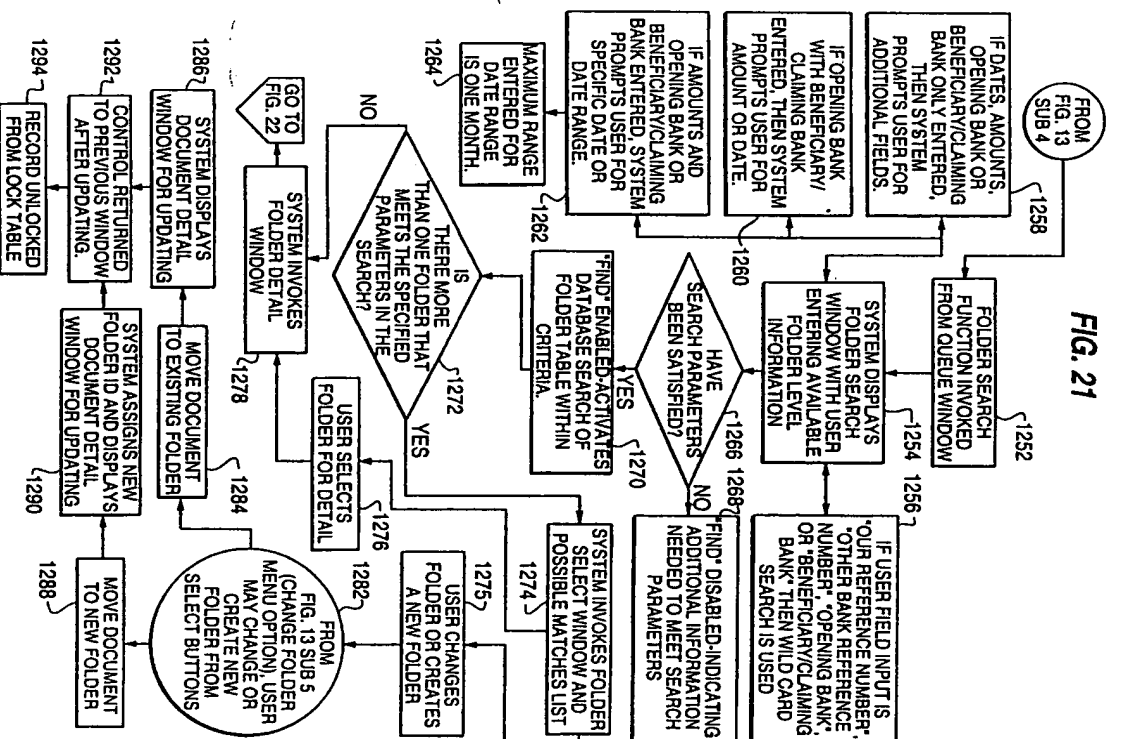 FIG. 21
FROM
FIG. 13
SUB 4
FOLDER SEARCH
FUNCTION INVOKED
FROM QUEUE WINDOW
1252
IF DATES, AMOUNTS,
OPENING BANK OR
BENEFICIARY/CLAIMING
BANK ONLY ENTERED,
THEN SYSTEM
PROMPTS USER FOR
ADDITIONAL FIELDS.
1258
SYSTEM DISPLAYS
FOLDER SEARCH
WINDOW WITH USER
ENTERING AVAILABLE
FOLDER LEVEL
INFORMATION
1254
1256
IF USER FIELD INPUT IS
"OUR REFERENCE NUMBER",
"OTHER BANK REFERENCE
NUMBER", "OPENING BANK",
OR "BENEFICIARY/CLAIMING
BANK" THEN WILD CARD
SEARCH IS USED
IF OPENING BANK
WITH BENEFICIARY/
CLAIMING BANK
ENTERED, THEN SYSTEM
PROMPTS USER FOR
AMOUNT OR DATE.
1260
HAVE
SEARCH PARAMETERS
BEEN SATISFIED?
1266
NO
1268
"FIND" DISABLED-INDICATING
ADDITIONAL INFORMATION
NEEDED TO MEET SEARCH
PARAMETERS
YES
IF AMOUNTS AND
OPENING BANK OR
BENEFICIARY/CLAIMING
BANK ENTERED, SYSTEM
PROMPTS USER FOR
SPECIFIC DATE OR
DATE RANGE.
1262
"FIND" ENABLED-ACTIVATES
DATABASE SEARCH OF
FOLDER TABLE WITHIN
CRITERIA.
1270
1264
MAXIMUM RANGE
ENTERED FOR
DATE RANGE
IS ONE MONTH.
IS
THERE MORE
THAN ONE FOLDER THAT
MEETS THE SPECIFIED
PARAMETERS IN THE
SEARCH?
1272
NO
YES
SYSTEM INVOKES FOLDER
SELECT WINDOW AND
POSSIBLE MATCHES LIST
1274
GO TO
FIG. 22
SYSTEM INVOKES
FOLDER DETAIL
WINDOW
1278
USER SELECTS
FOLDER FOR DETAIL
1276
1275
USER CHANGES
FOLDER OR CREATES
A NEW FOLDER
1286
SYSTEM DISPLAYS
DOCUMENT DETAIL
WINDOW FOR UPDATING
MOVE DOCUMENT
TO EXISTING FOLDER
1284
1282
FROM
FIG. 13 SUB 5
(CHANGE FOLDER
MENU OPTION), USER
MAY CHANGE OR
CREATE NEW
FOLDER FROM
SELECT BUTTONS
1292
CONTROL RETURNED
TO PREVIOUS WINDOW
AFTER UPDATING.
SYSTEM ASSIGNS NEW
FOLDER ID AND DISPLAYS
DOCUMENT DETAIL
WINDOW FOR UPDATING
1290
MOVE DOCUMENT
TO NEW FOLDER
1288
1294
RECORD UNLOCKED
FROM LOCK TABLE